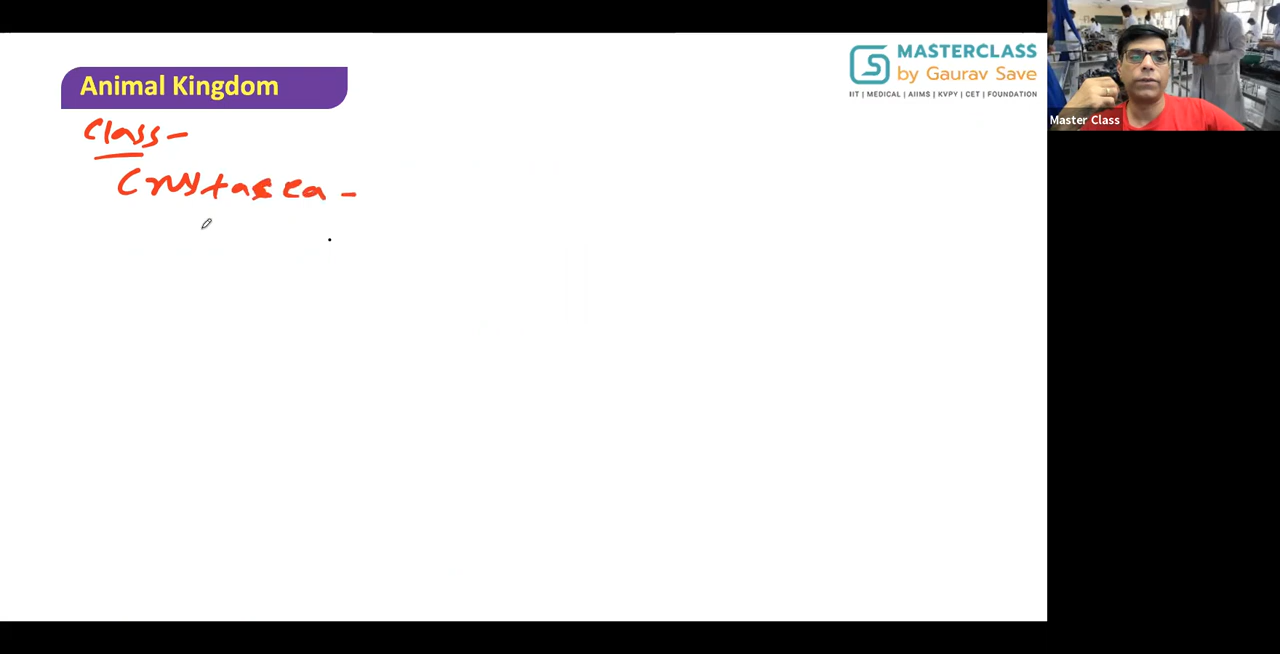 Animal Kingdom
MASTERCLASS
by Gaurav Save
IIT | MEDICAL | AIIMS | KVPY | CET | FOUNDATION
Class -
Crustacea -
Master Class